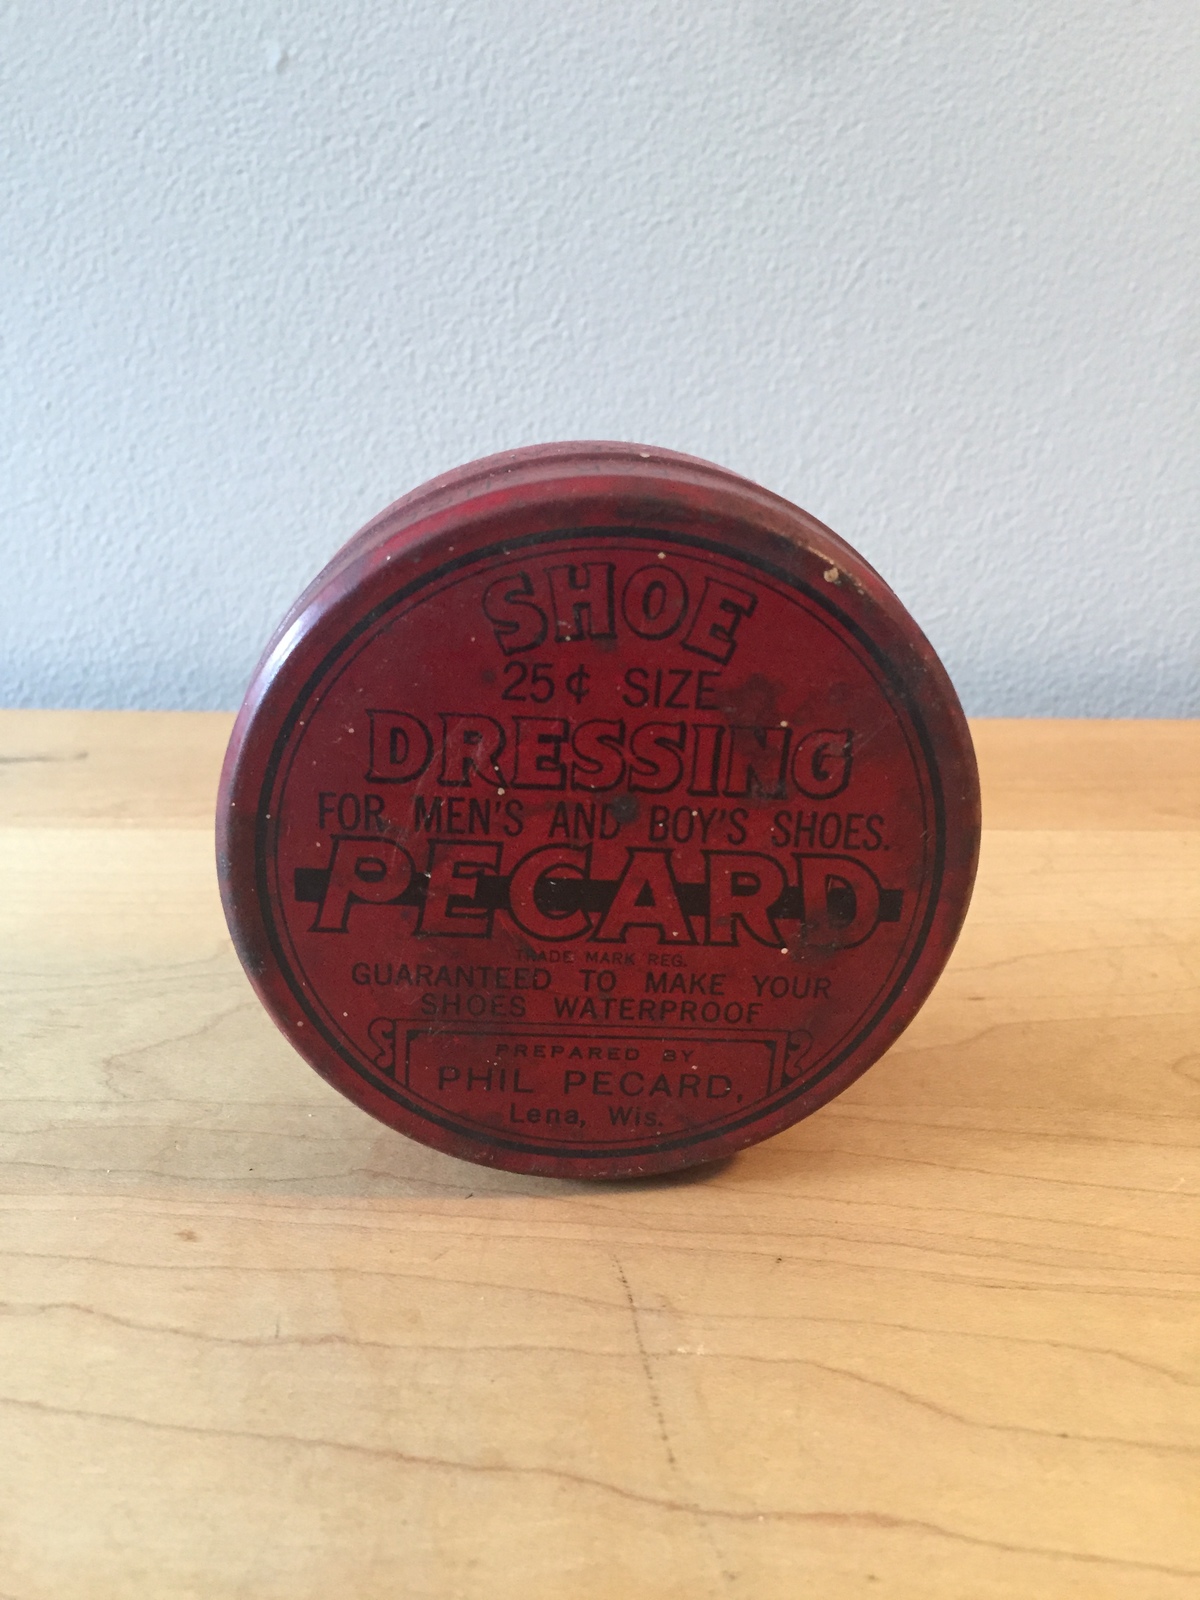 SHOE
25¢ SIZE
DRESSING
FOR MEN'S AND BOY'S SHOES.
PECARD
TRADE MARK REG.
GUARANTEED TO MAKE YOUR
SHOES WATERPROOF
PREPARED BY
PHIL PECARD,
Lena, Wis.